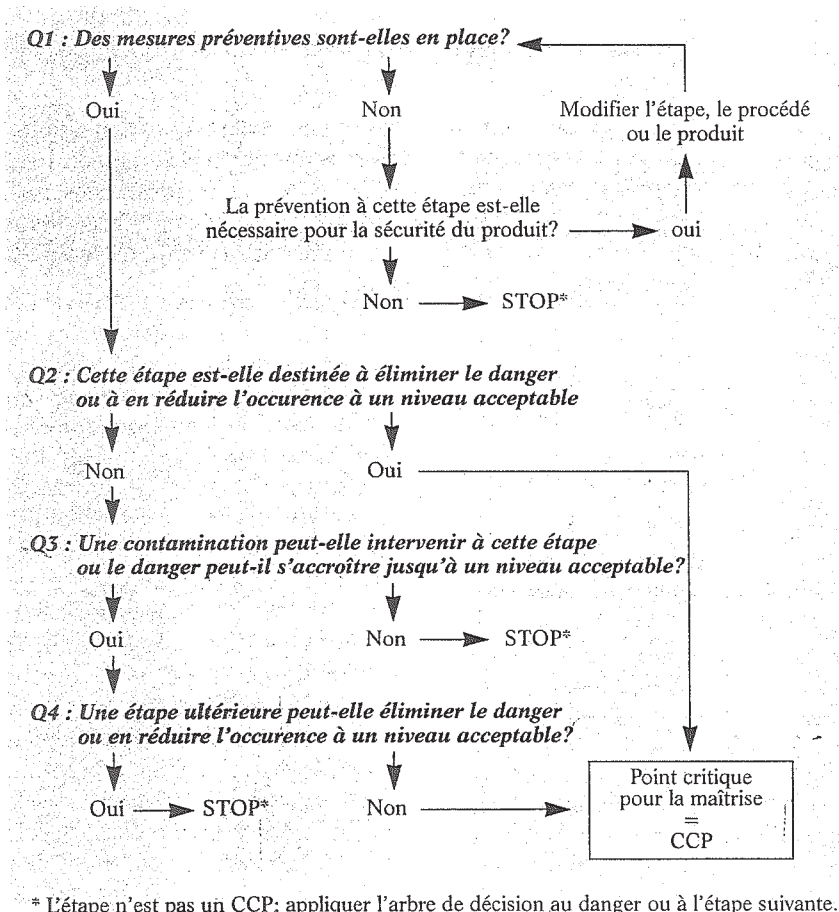 Q1 : Des mesures préventives sont-elles en place?
Oui
Non
Modifier l'étape, le procédé
ou le produit
La prévention à cette étape est-elle
nécessaire pour la sécurité du produit?
oui
Non
STOP*
Q2 : Cette étape est-elle destinée à éliminer le danger
ou à en réduire l'occurence à un niveau acceptable
Non
Oui
Q3 : Une contamination peut-elle intervenir à cette étape
ou le danger peut-il s'accroître jusqu'à un niveau acceptable?
Oui
Non
STOP*
Q4 : Une étape ultérieure peut-elle éliminer le danger
ou en réduire l'occurence à un niveau acceptable?
Oui
STOP*
Non
Point critique
pour la maîtrise
=
CCP
* L'étape n'est pas un CCP: appliquer l'arbre de décision au danger ou à l'étape suivante.